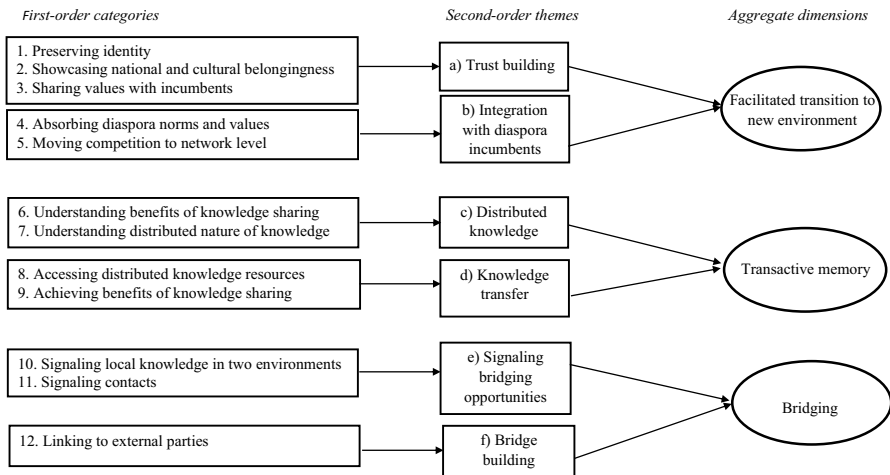 First-order categories
Second-order themes
Aggregate dimensions
1. Preserving identity
2. Showcasing national and cultural belongingness
3. Sharing values with incumbents
a) Trust building
4. Absorbing diaspora norms and values
5. Moving competition to network level
b) Integration
with diaspora
incumbents
Facilitated transition to
new environment
6. Understanding benefits of knowledge sharing
7. Understanding distributed nature of knowledge
c) Distributed
knowledge
8. Accessing distributed knowledge resources
9. Achieving benefits of knowledge sharing
d) Knowledge
transfer
Transactive memory
10. Signaling local knowledge in two environments
11. Signaling contacts
e) Signaling
bridging
opportunities
12. Linking to external parties
f) Bridge
building
Bridging